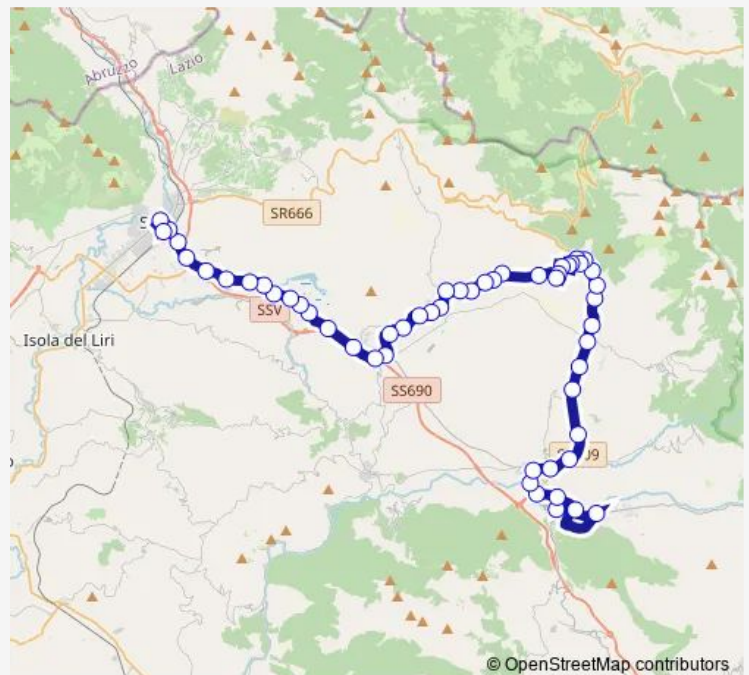 Abruzzo
Lazio
SR666
S
SSV
Isola del Liri
SS690
© OpenStreetMap contributors